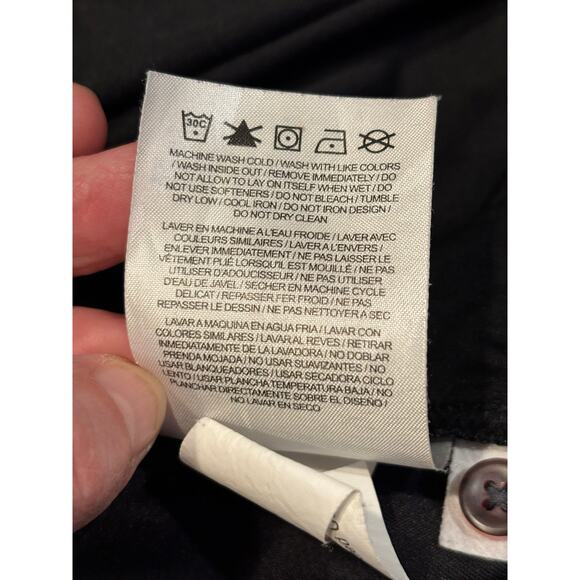 30C
MACHINE WASH COLD / WASH WITH LIKE COLORS
/ WASH INSIDE OUT / REMOVE IMMEDIATELY / DO
NOT ALLOW TO LAY ON ITSELF WHEN WET / DO
NOT USE SOFTENERS / DO NOT BLEACH / TUMBLE
DRY LOW / COOL IRON / DO NOT IRON DESIGN /
DO NOT DRY CLEAN
LAVER EN MACHINE A L'EAU FROIDE / LAVER AVEC
COULEURS SIMILAIRES / LAVER A L'ENVERS /
ENLEVER IMMEDIATEMENT / NE PAS LAISSER LE
VÊTEMENT PLIÉ LORSQU'IL EST MOUILLÉ / NE PAS
UTILISER D'ADOUCISSEUR / NE PAS UTILISER
D'EAU DE JAVEL / SECHER EN MACHINE CYCLE
DELICAT / REPASSER FER FROID / NE PAS
REPASSER LE DESSIN / NE PAS NETTOYER A SEC
LAVAR A MAQUINA EN AGUA FRIA / LAVAR CON
COLORES SIMILARES / LAVAR AL REVES / RETIRAR
INMEDIATAMENTE DE LA LAVADORA / NO DOBLAR
PRENDA MOJADA / NO USAR SUAVIZANTES / NO
USAR BLANQUEADORES / USAR SECADORA CICLO
LENTO / USAR PLANCHA TEMPERATURA BAJA / NO
PLANCHAR DIRECTAMENTE SOBRE EL DISEÑO /
NO LAVAR EN SECO